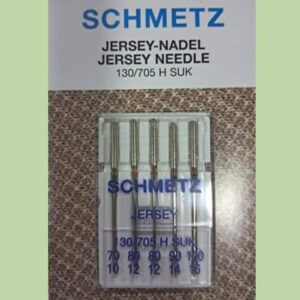 SCHMETZ
JERSEY-NADEL
JERSEY NEEDLE
130/705 H SUK
SCHMETZ
JERSEY
130/705 H SUK
70 80 80 90 100
10 12 12 14 16